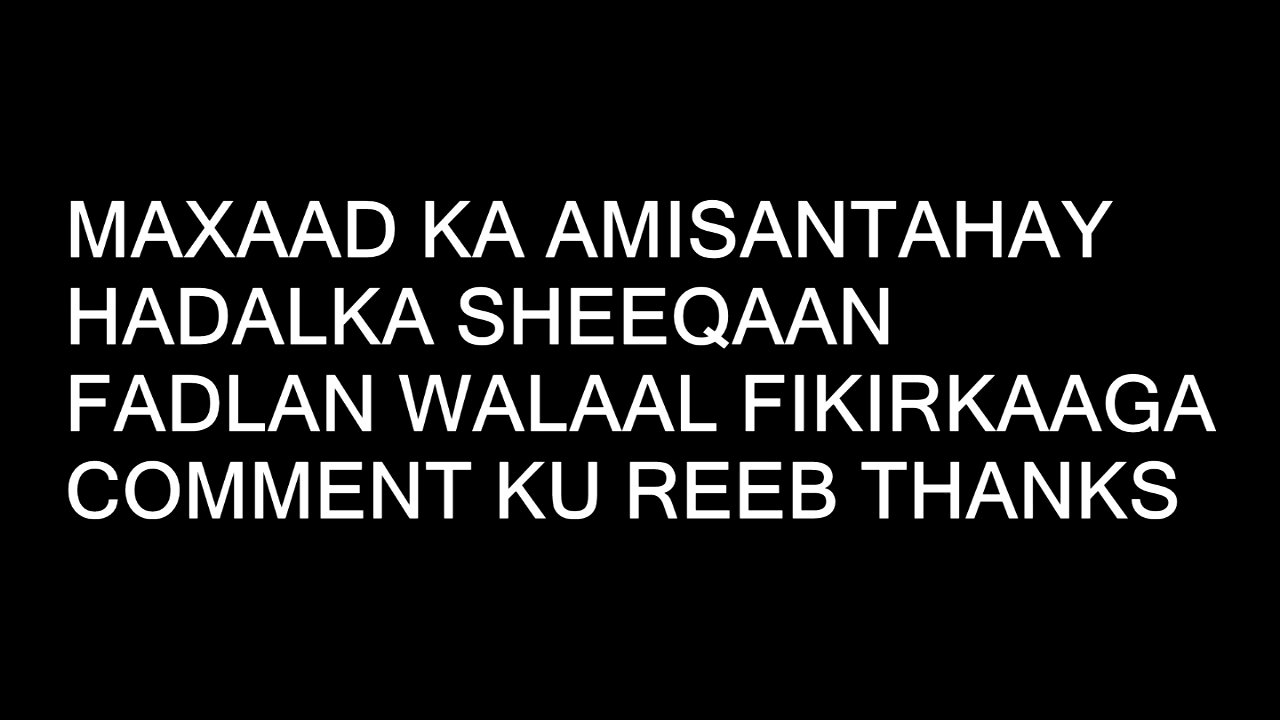 MAXAAD KA AMISANTAHAY
HADALKA SHEEQAAN
FADLAN WALAAL FIKIRKAAGA
COMMENT KU REEB THANKS